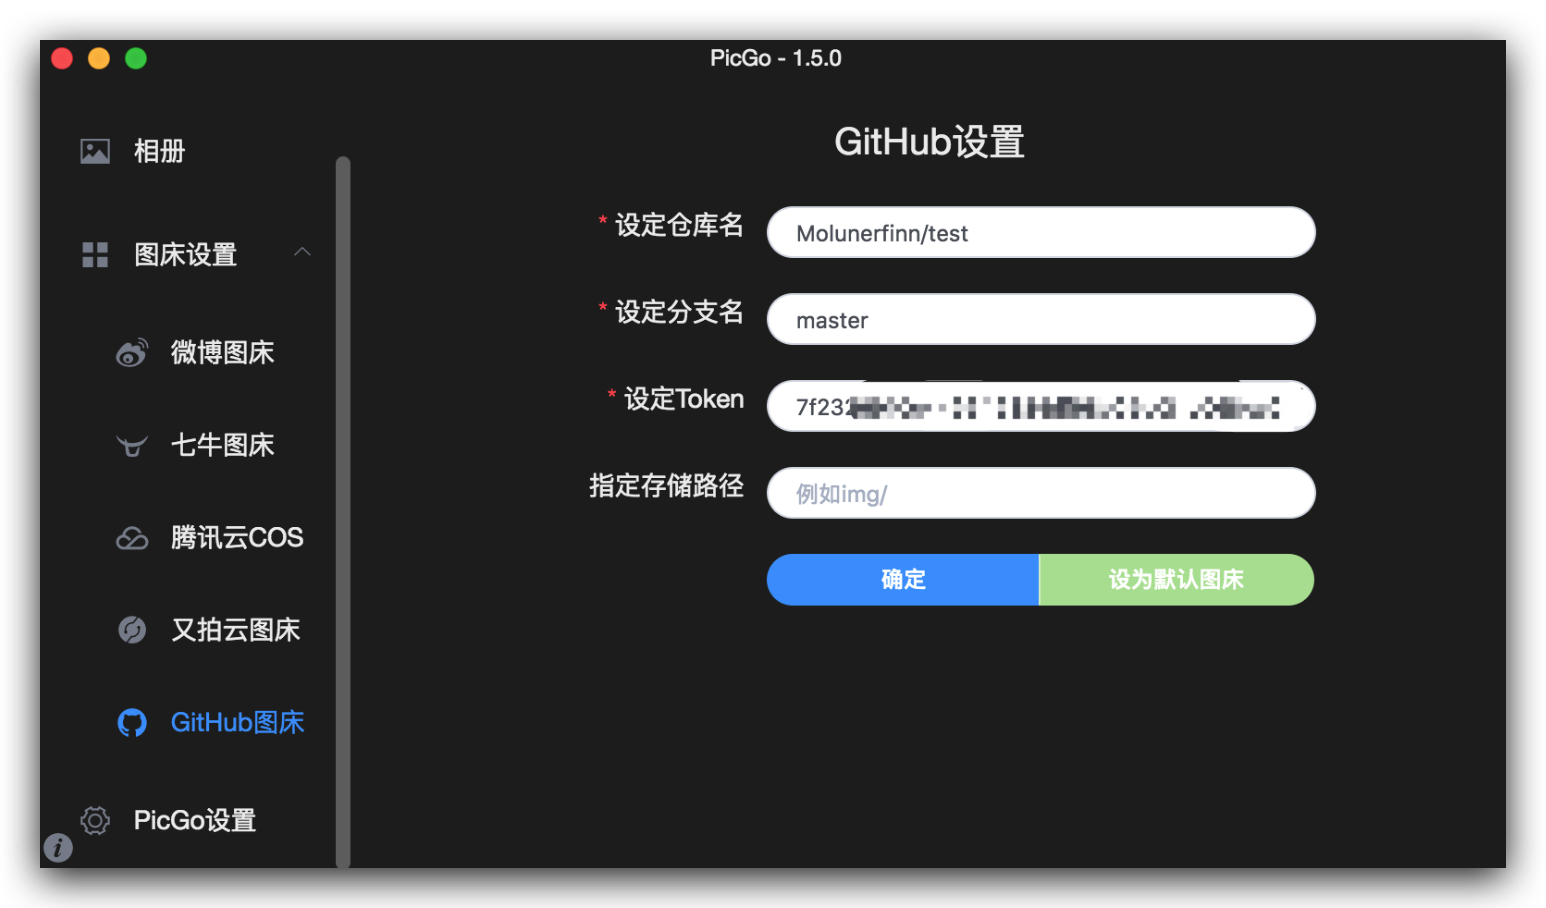 PicGo - 1.5.0
相册
图床设置
微博图床
七牛图床
腾讯云COS
又拍云图床
GitHub图床
PicGo设置
GitHub设置
* 设定仓库名
Molunerfinn/test
* 设定分支名
master
* 设定Token
7f232
指定存储路径
例如img/
确定
设为默认图床